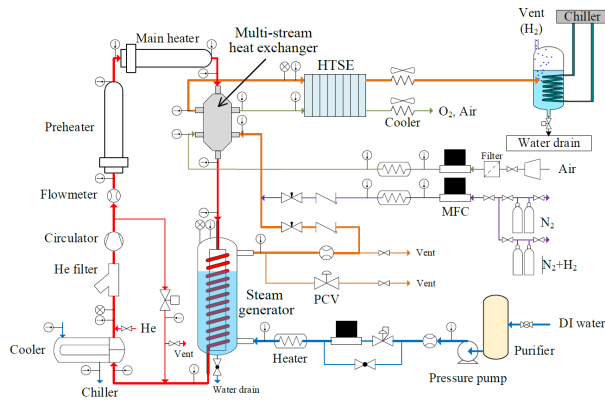 Main heater
Multi-stream
heat exchanger
Vent
(H2)
Chiller
HTSE
Preheater
Cooler
O2, Air
Water drain
Filter
Air
Flowmeter
MFC
N2
Circulator
N2+H2
Vent
He filter
Steam
generator
PCV
Vent
He
DI water
Cooler
Vent
Heater
Purifier
Chiller
Water drain
Pressure pump